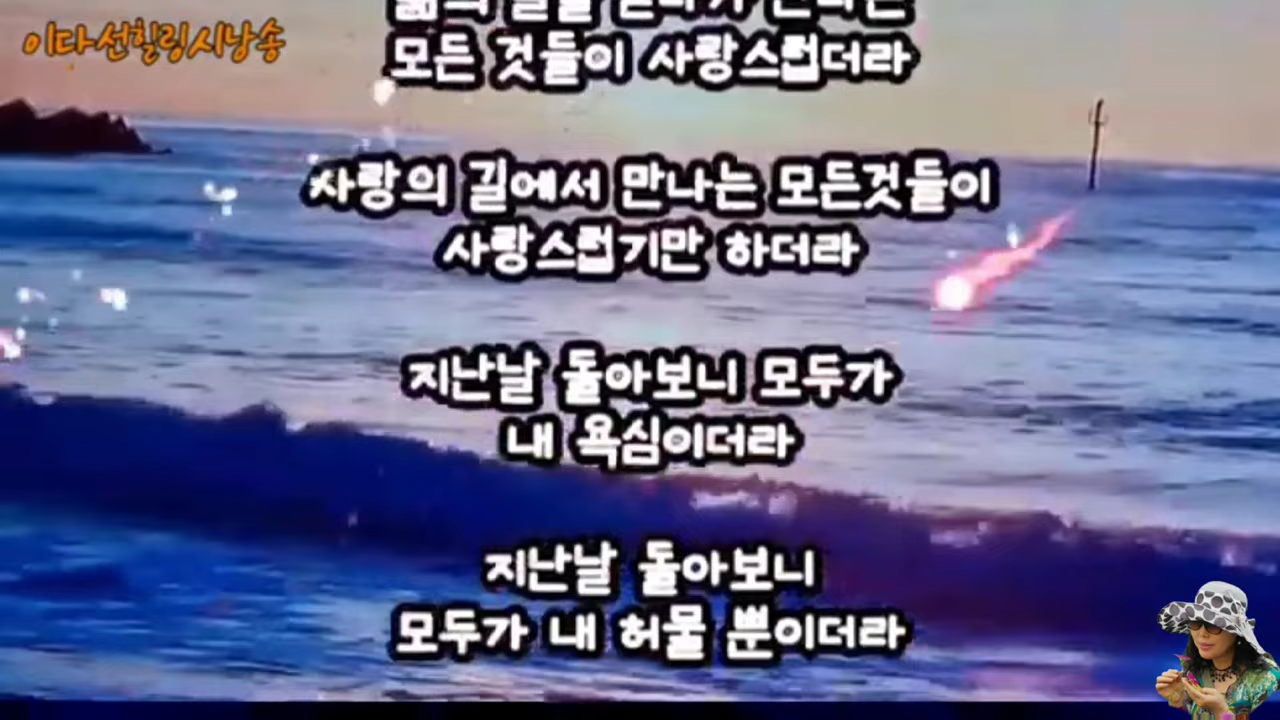 이다선힐링시낭송
모든 것들이 사랑스럽더라
사랑의 길에서 만나는 모든것들이
사랑스럽기만 하더라
지난날 돌아보니 모두가
내 욕심이더라
지난날 돌아보니
모두가 내 허물 뿐이더라